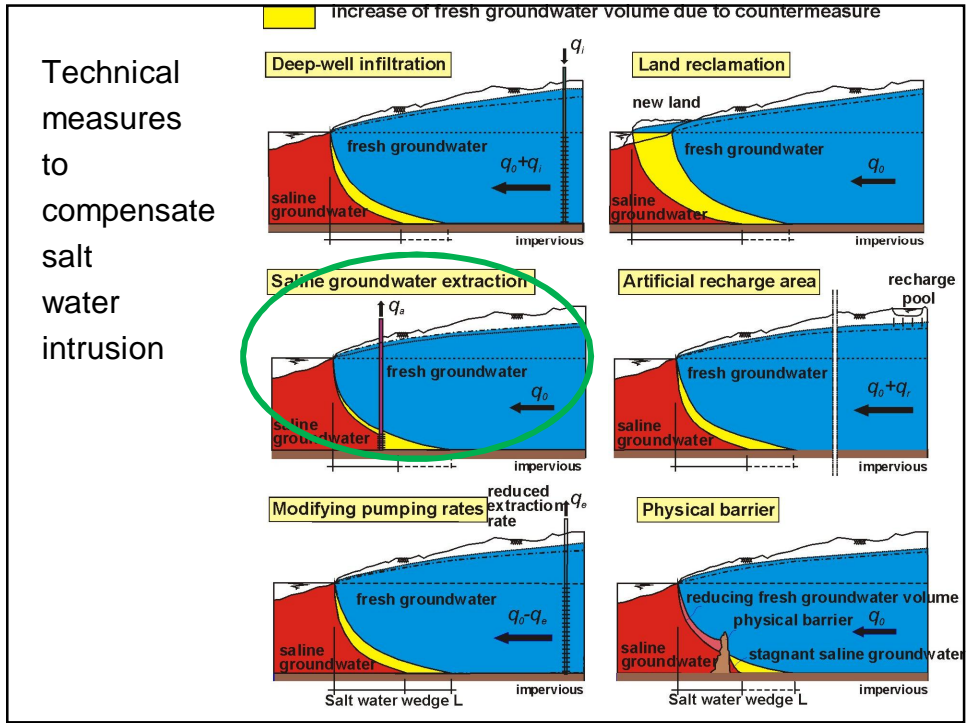 increase of fresh groundwater volume due to countermeasure
Technical
measures
to
compensate
salt
water
intrusion
Deep-well infiltration
qi
fresh groundwater
q0+qi
saline
groundwater
impervious
Land reclamation
new land
fresh groundwater
q0
saline
groundwater
impervious
Saline groundwater extraction
qa
fresh groundwater
q0
saline
groundwater
impervious
Artificial recharge area
recharge
pool
fresh groundwater
q0+qr
saline
groundwater
impervious
Modifying pumping rates
reduced
extraction
rate
qe
fresh groundwater
q0-qe
saline
groundwater
impervious
Salt water wedge L
Physical barrier
reducing fresh groundwater volume
physical barrier
q0
saline
groundwater
stagnant saline groundwater
impervious
Salt water wedge L